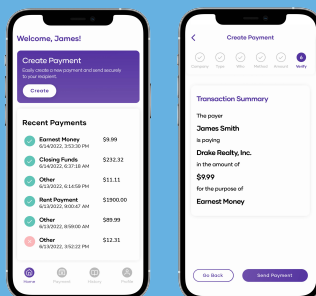 Welcome, James!
Create Payment
Easily create a new payment and send securely
to your recipient.
Create
Recent Payments
Earnest Money $9.99
6/14/2022, 3:53:30 PM
Closing Funds $232.32
6/14/2022, 6:37:18 AM
Other $11.11
6/13/2022, 6:14:59 PM
Rent Payment $1900.00
6/13/2022, 9:00:47 AM
Other $89.99
6/13/2022, 8:59:00 AM
Other $12.31
6/13/2022, 3:52:22 PM
Home Payment History Profile
Create Payment
6
Company Type Misc. Method Amount Verify
Transaction Summary
The payer
James Smith
is paying
Drake Realty, Inc.
in the amount of
$9.99
for the purpose of
Earnest Money
Go Back Send Payment